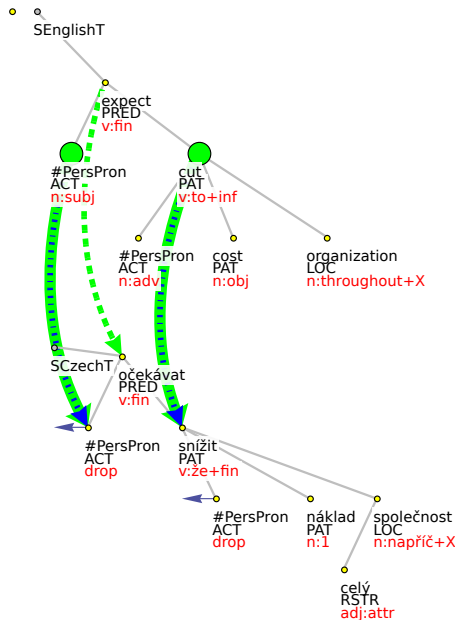 SEnglishT
expect
PRED
v:fin
#PersPron
ACT
n:subj
cut
PAT
v:to+inf
#PersPron
ACT
n:adv
cost
PAT
n:obj
organization
LOC
n:throughout+X
SCzechT
očekávat
PRED
v:fin
#PersPron
ACT
drop
snížit
PAT
v:že+fin
#PersPron
ACT
drop
náklad
PAT
n:1
společnost
LOC
n:napříč+X
celý
RSTR
adj:attr